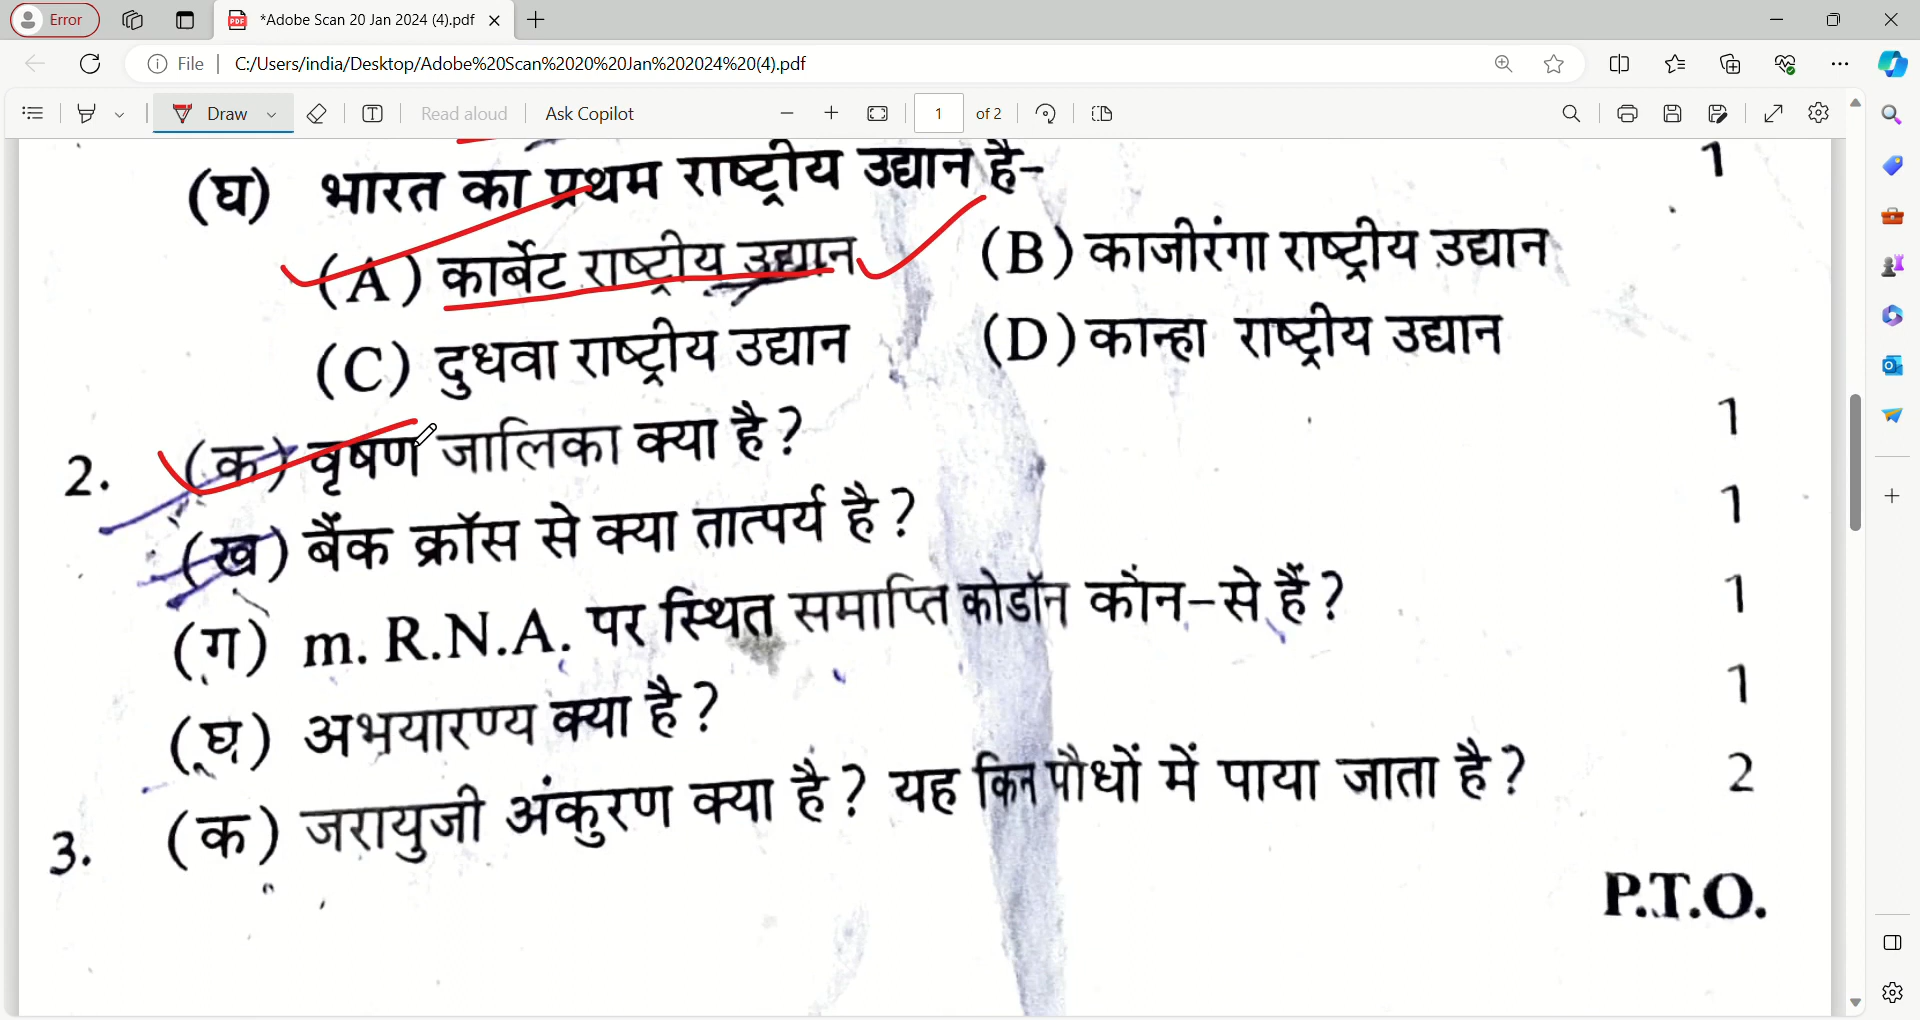 Error
*Adobe Scan 20 Jan 2024 (4).pdf
File
C:/Users/india/Desktop/Adobe%20Scan%2020%20Jan%202024%20(4).pdf
Draw
Read aloud
Ask Copilot
1 of 2
(घ) भारत का प्रथम राष्ट्रीय उद्यान है– 1
(A) कार्बेट राष्ट्रीय उद्यान (B) काजीरंगा राष्ट्रीय उद्यान
(C) दुधवा राष्ट्रीय उद्यान (D) कान्हा राष्ट्रीय उद्यान
2. (क) वृषण जालिका क्या है? 1
(ख) बैंक क्रॉस से क्या तात्पर्य है? 1
(ग) m. R.N.A. पर स्थित समाप्ति कोडॉन कौन–से हैं? 1
(घ) अभयारण्य क्या है? 1
3. (क) जरायुजी अंकुरण क्या है? यह किन पौधों में पाया जाता है? 2
P.T.O.